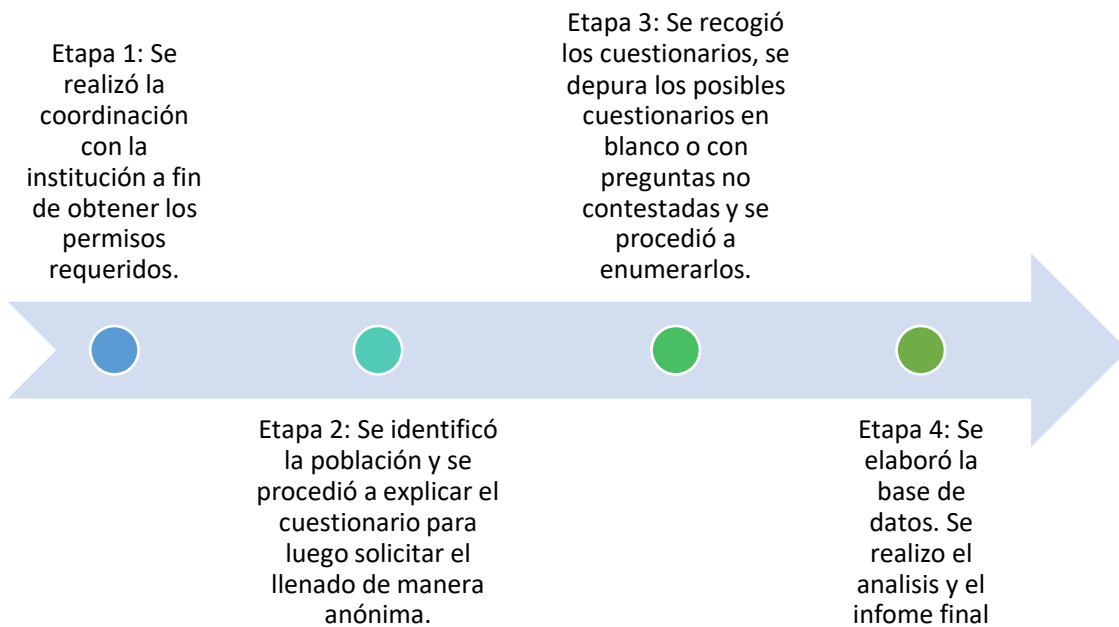 Etapa 1: Se
realizó la
coordinación
con la
institución a fin
de obtener los
permisos
requeridos.
Etapa 2: Se identificó
la población y se
procedió a explicar el
cuestionario para
luego solicitar el
llenado de manera
anónima.
Etapa 3: Se recogió
los cuestionarios, se
depura los posibles
cuestionarios en
blanco o con
preguntas no
contestadas y se
procedió a
enumerarlos.
Etapa 4: Se
elaboró la
base de
datos. Se
realizo el
analisis y el
infome final